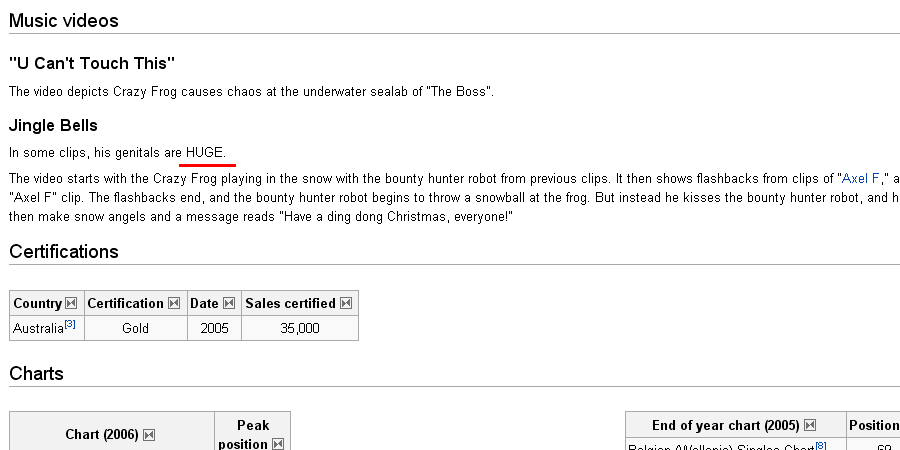 Music videos
"U Can't Touch This"
The video depicts Crazy Frog causes chaos at the underwater sealab of "The Boss".
Jingle Bells
In some clips, his genitals are HUGE.
The video starts with the Crazy Frog playing in the snow with the bounty hunter robot from previous clips. It then shows flashbacks from clips of "Axel F," a
"Axel F" clip. The flashbacks end, and the bounty hunter robot begins to throw a snowball at the frog. But instead he kisses the bounty hunter robot, and h
then make snow angels and a message reads "Have a ding dong Christmas, everyone!"
Certifications
Country Certification Date Sales certified
Australia[3] Gold 2005 35,000
Charts
Chart (2006) Peak position
End of year chart (2005) Position
Singles Chart[8]